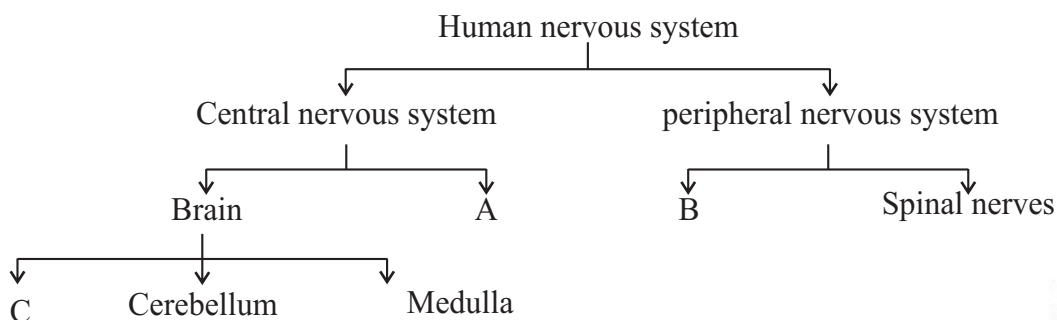 Human nervous system
Central nervous system peripheral nervous system
Brain A B Spinal nerves
C Cerebellum Medulla